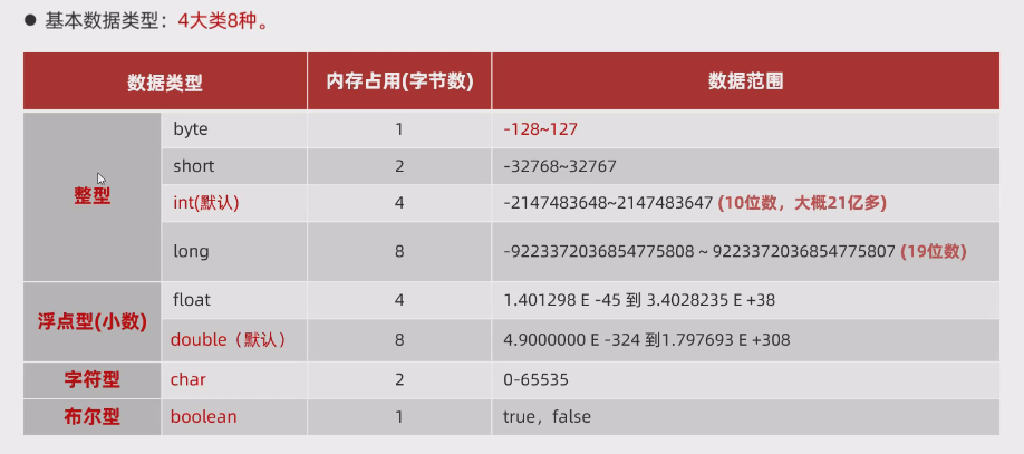 ● 基本数据类型：4大类8种。
数据类型 内存占用(字节数) 数据范围
整型
byte 1 -128~127
short 2 -32768~32767
int(默认) 4 -2147483648~2147483647 (10位数，大概21亿多)
long 8 -9223372036854775808 ~ 9223372036854775807 (19位数)
浮点型(小数)
float 4 1.401298 E -45 到 3.4028235 E +38
double（默认） 8 4.9000000 E -324 到1.797693 E +308
字符型 char 2 0-65535
布尔型 boolean 1 true，false